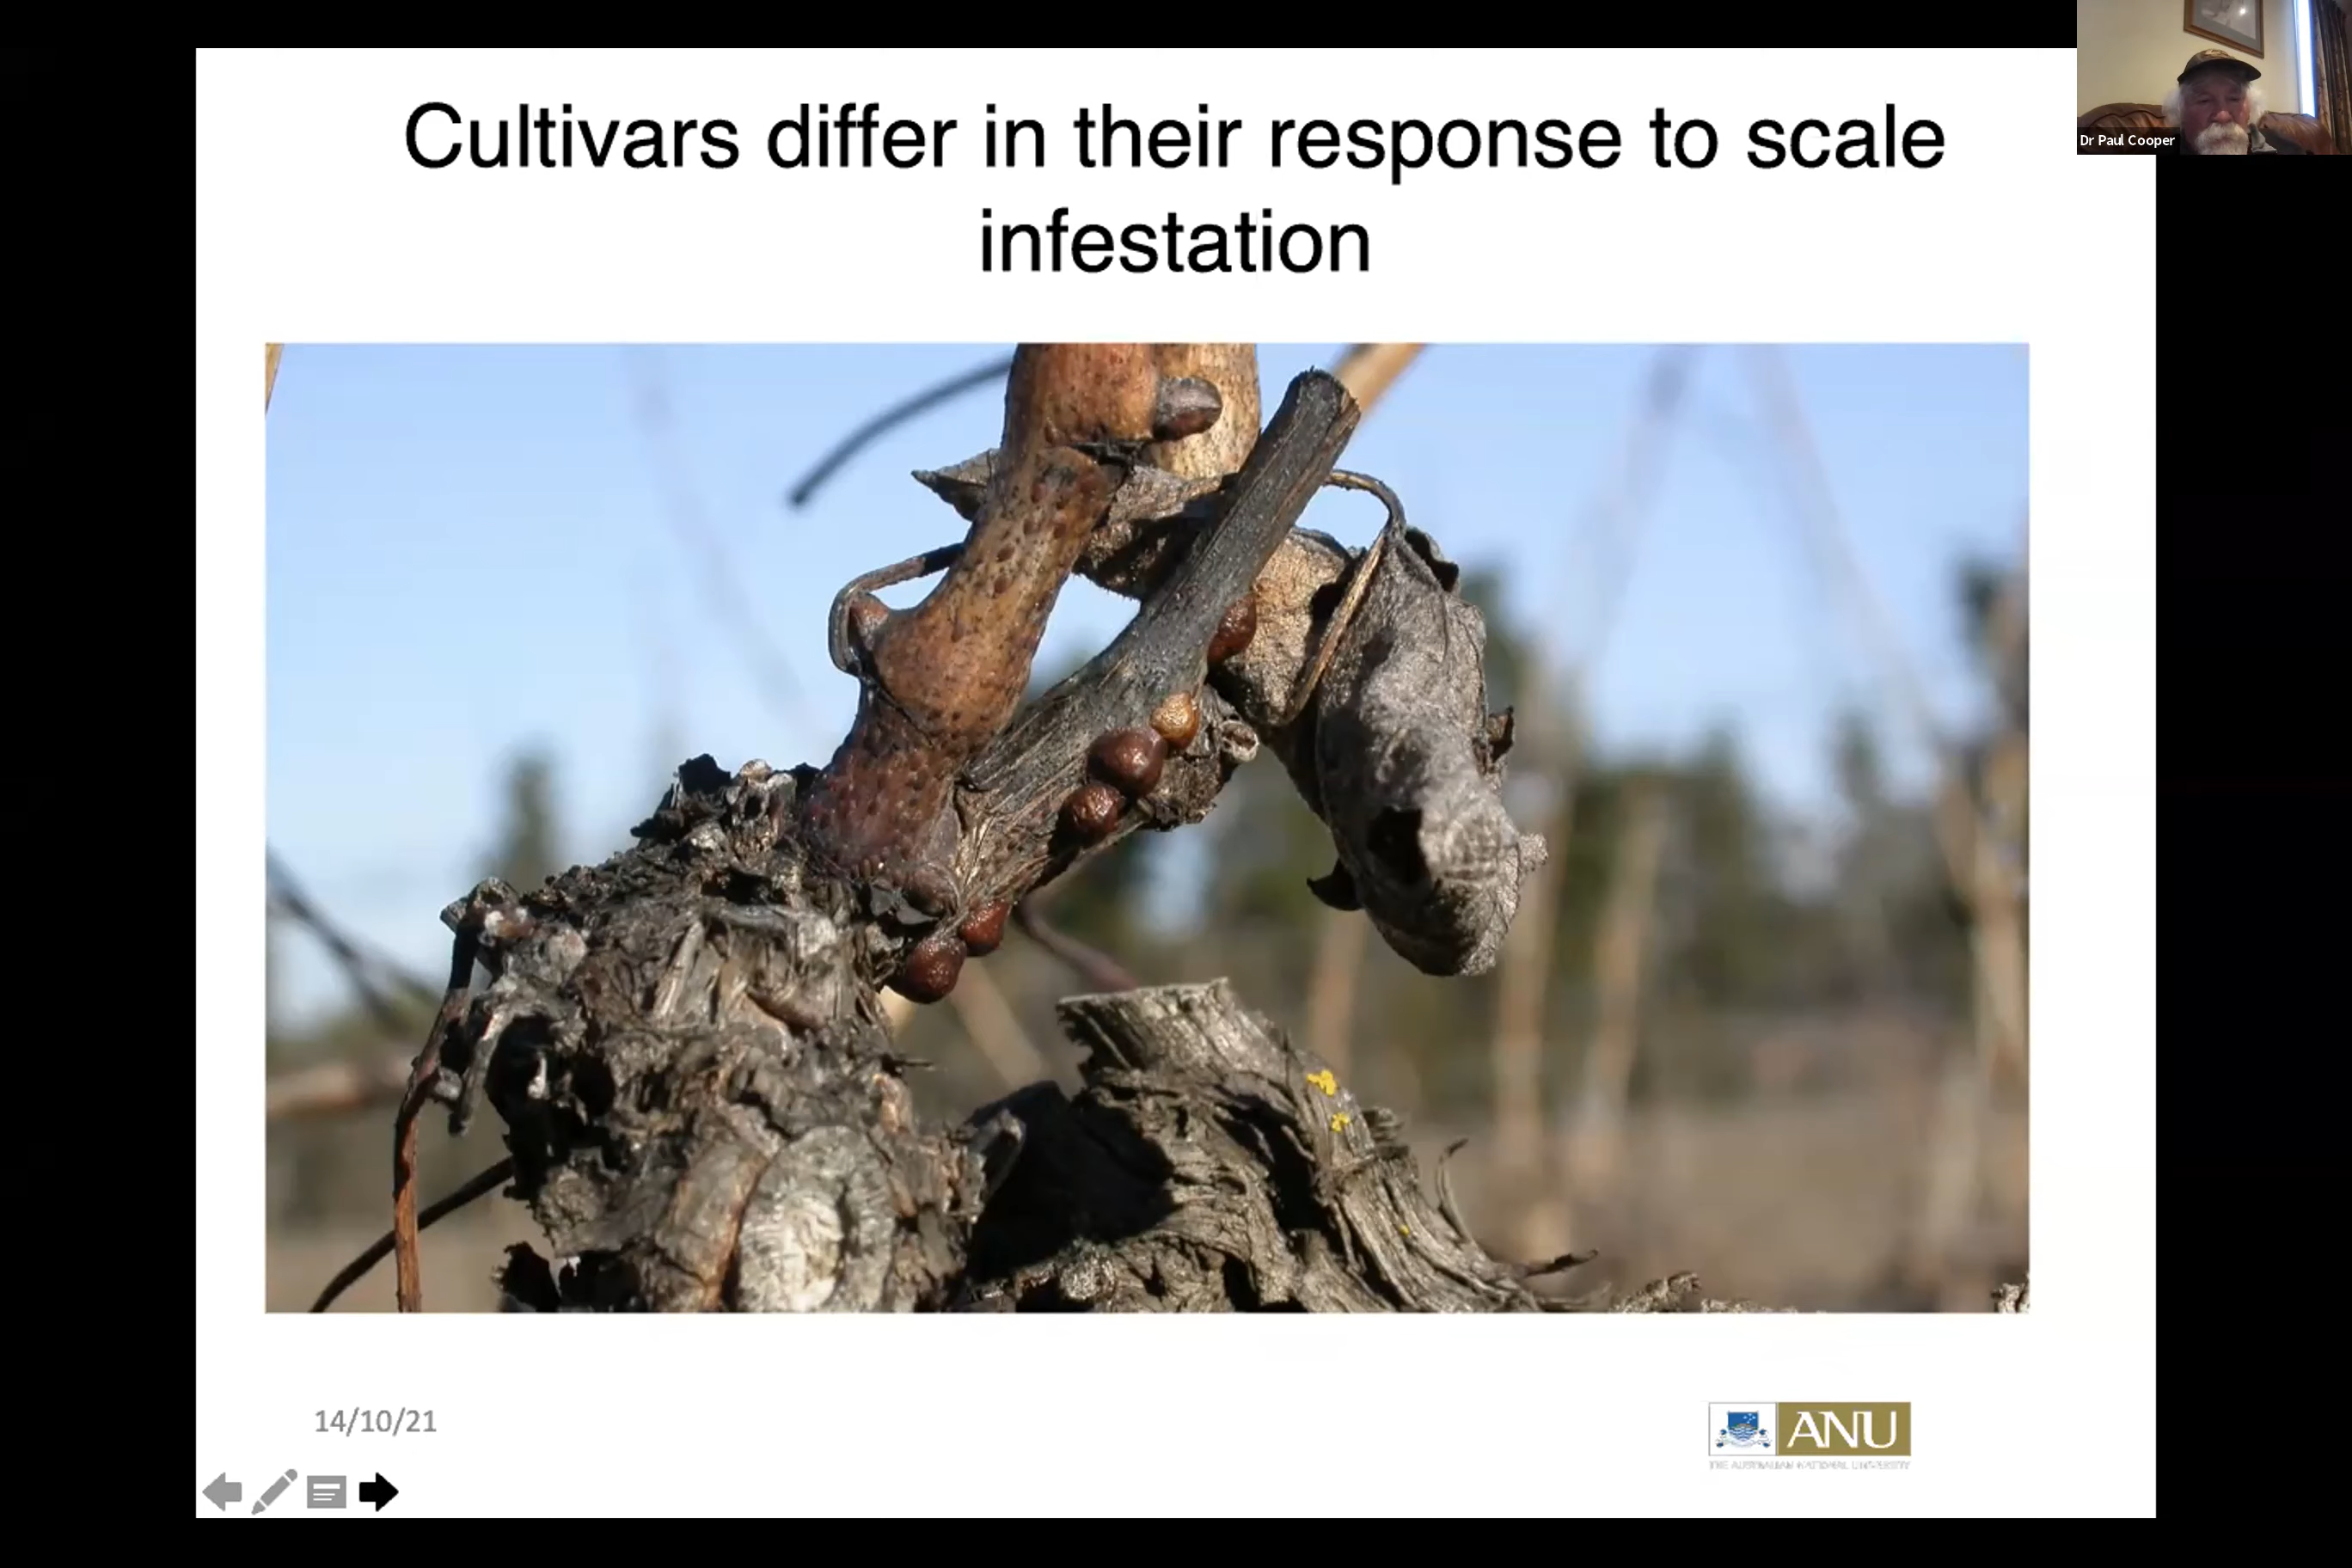 Cultivars differ in their response to scale
infestation
Dr Paul Cooper
14/10/21
ANU
THE AUSTRALIAN NATIONAL UNIVERSITY